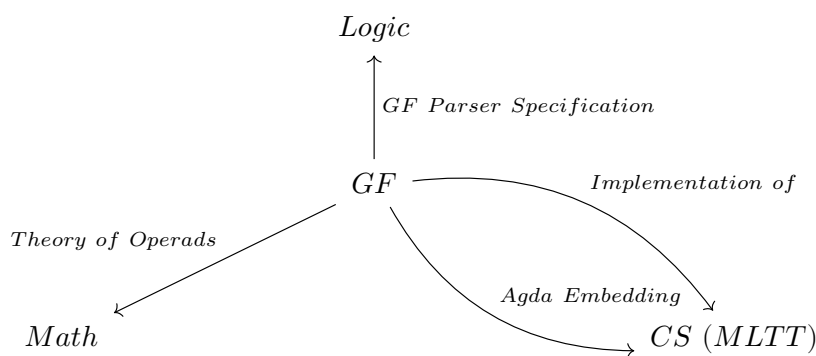 Logic
GF Parser Specification
GF
Implementation of
Theory of Operads
Agda Embedding
Math
CS (MLTT)